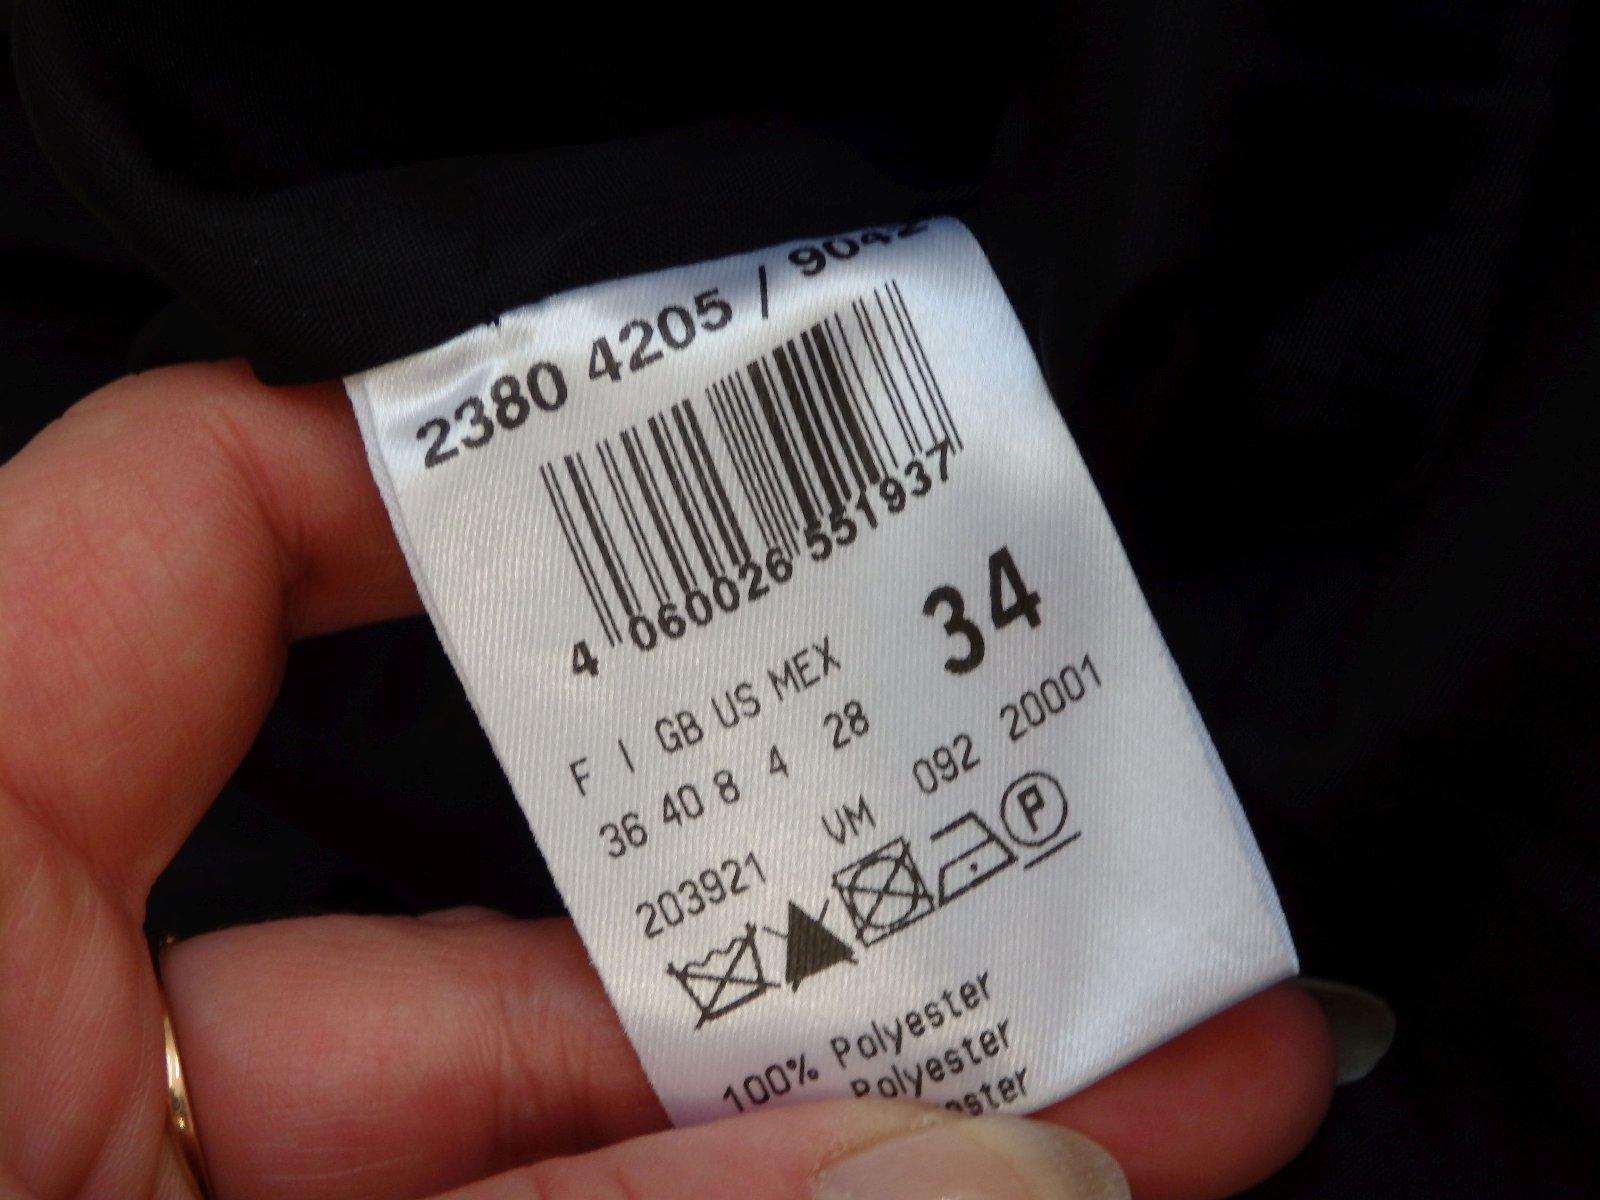 2380 4205 / 9042
4 060026 551937
34
F I GB US MEX
36 40 8 4 28
VM 092 20001
203921
P
100% Polyester
Polyester